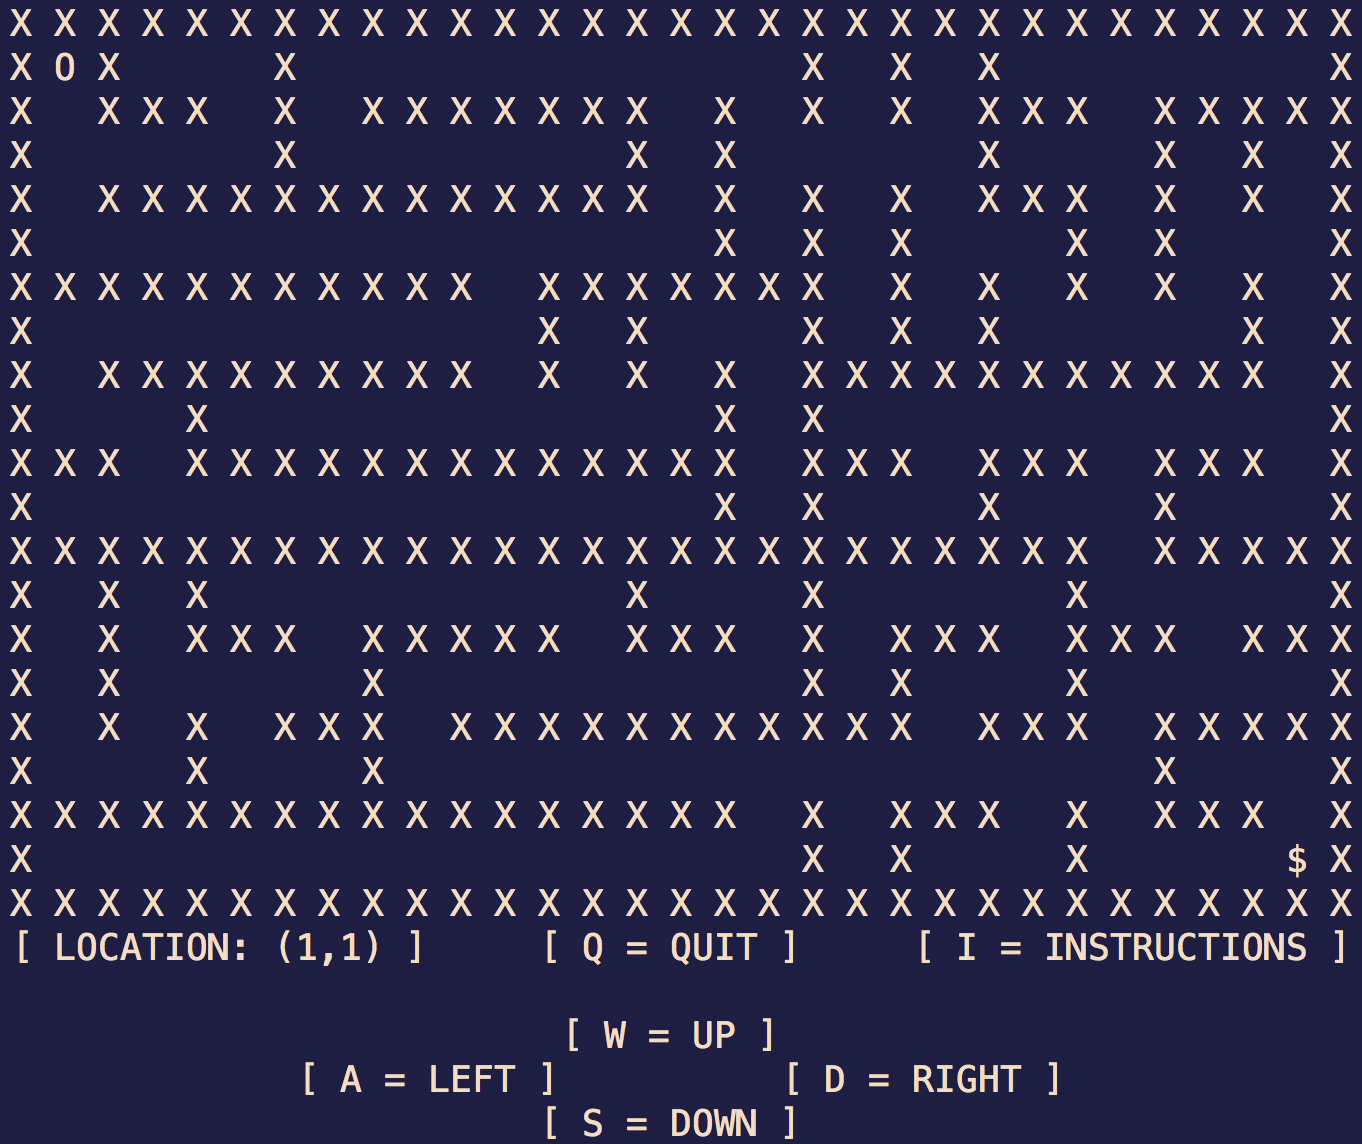 X X X X X X X X X X X X X X X X X X X X X X X X X X X X X X X
X O X       X                       X   X   X               X
X   X X X   X   X X X X X X X   X   X   X   X X X   X X X X X
X           X               X   X           X       X   X   X
X   X X X X X X X X X X X X X   X   X   X   X X X   X   X   X
X                               X   X   X       X   X       X
X X X X X X X X X X X   X X X X X X X   X   X   X   X   X   X
X                       X   X       X   X   X           X   X
X   X X X X X X X X X   X   X   X   X X X X X X X X X X X   X
X       X                       X   X                       X
X X X   X X X X X X X X X X X X X   X X X   X X X   X X X   X
X                               X   X       X       X       X
X X X X X X X X X X X X X X X X X X X X X X X X X   X X X X X
X   X   X                   X       X           X           X
X   X   X X X   X X X X X   X X X   X   X X X   X X X   X X X
X   X           X                   X   X       X           X
X   X   X   X X X   X X X X X X X X X X X   X X X   X X X X X
X       X       X                                   X       X
X X X X X X X X X X X X X X X X X   X   X X X   X   X X X   X
X                                   X   X       X         $ X
X X X X X X X X X X X X X X X X X X X X X X X X X X X X X X X
[ LOCATION: (1,1) ]     [ Q = QUIT ]     [ I = INSTRUCTIONS ]
[ W = UP ]
[ A = LEFT ]          [ D = RIGHT ]
[ S = DOWN ]